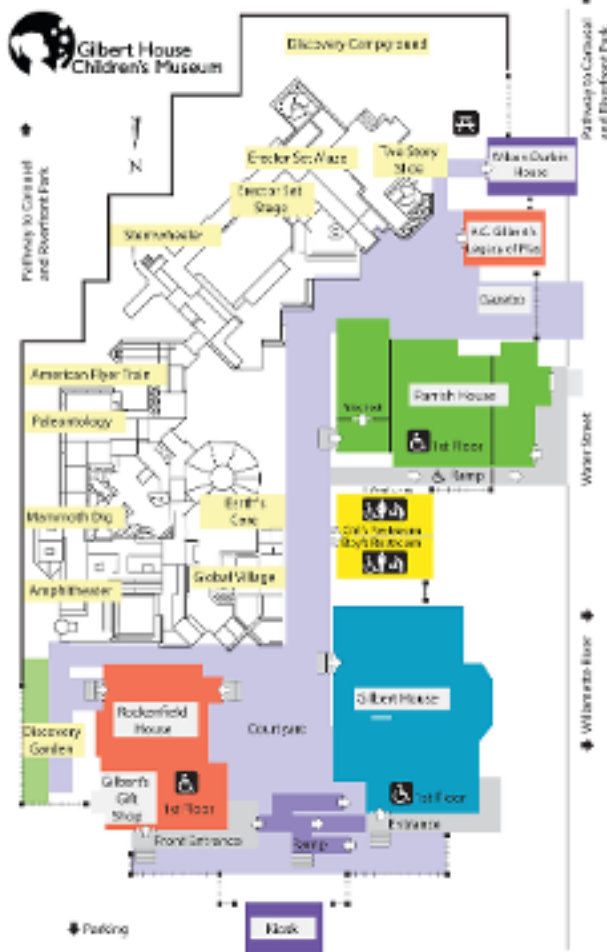 Gilbert House
Children's Museum
Discovery Campground
Pathway to Carousel
and Riverfront Park
Pathway to Carousel
and Riverfront Park
N
Erector Set Maze
Two Story
Slide
Wilson Durbin
House
Erector Set
Stage
Sternwheeler
A.C. Gilbert's
Legacy of Play
Gazebo
American Flyer Train
Parrish House
Paleontology
1st Floor
Water Street
Ramp
Mammoth Dig
Earth's
Core
Girl's Restroom
Boy's Restroom
Amphitheater
Global Village
Willamette River
Gilbert House
Rockenfield
House
Courtyard
Discovery
Garden
Gilbert's
Gift
Shop
1st Floor
1st Floor
Front Entrance
Ramp
Entrance
Parking
Kiosk